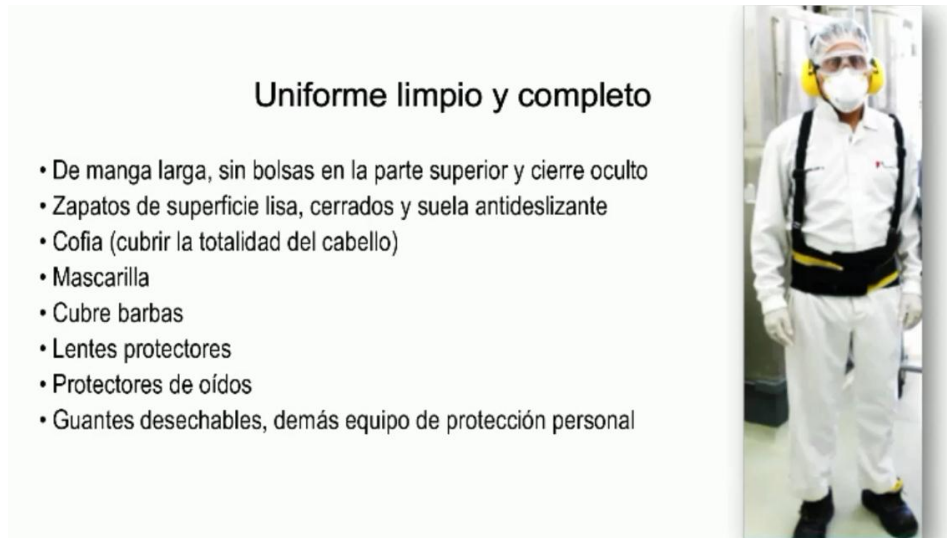 Uniforme limpio y completo
• De manga larga, sin bolsas en la parte superior y cierre oculto
• Zapatos de superficie lisa, cerrados y suela antideslizante
• Cofia (cubrir la totalidad del cabello)
• Mascarilla
• Cubre barbas
• Lentes protectores
• Protectores de oídos
• Guantes desechables, demás equipo de protección personal